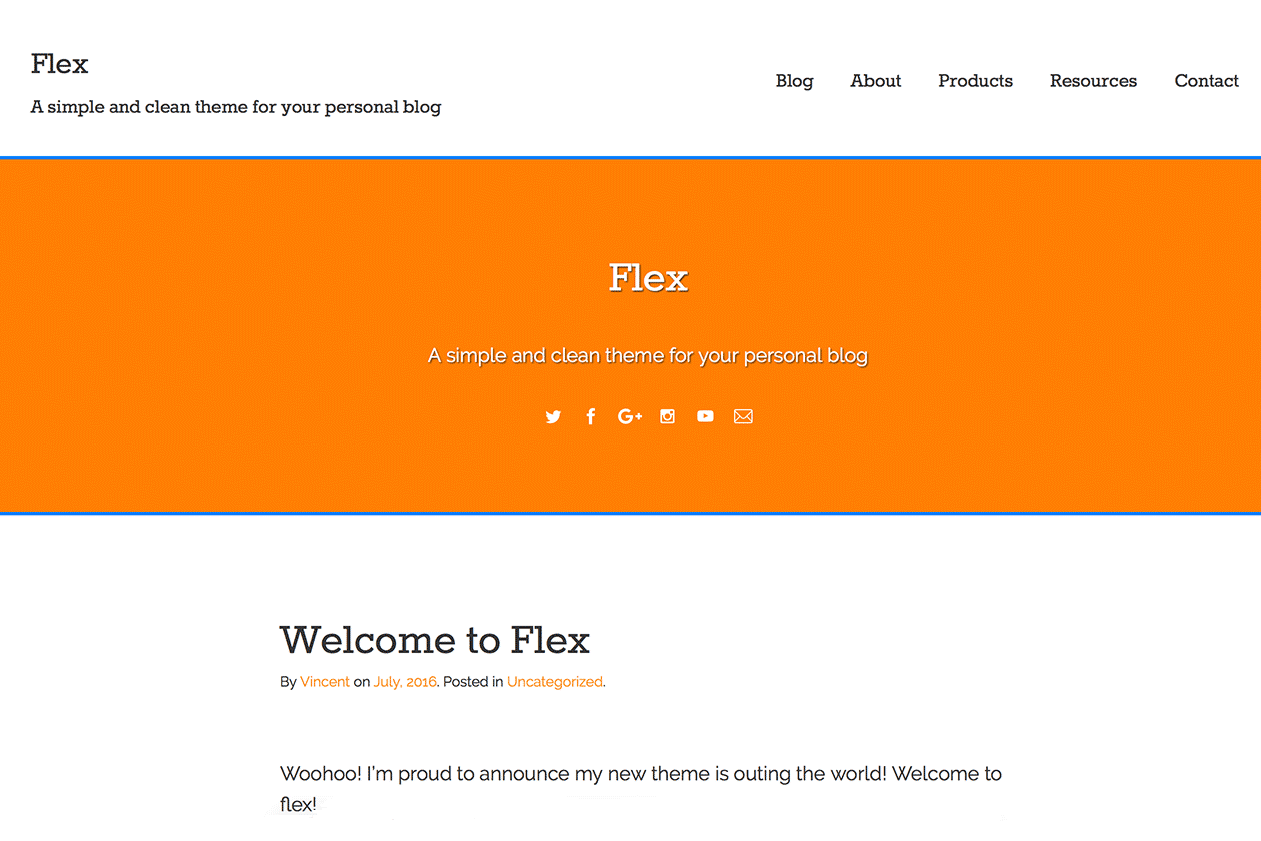 Flex
A simple and clean theme for your personal blog
Blog About Products Resources Contact
Flex
A simple and clean theme for your personal blog
Welcome to Flex
By Vincent on July, 2016. Posted in Uncategorized.
Woohoo! I'm proud to announce my new theme is outing the world! Welcome to
flex!